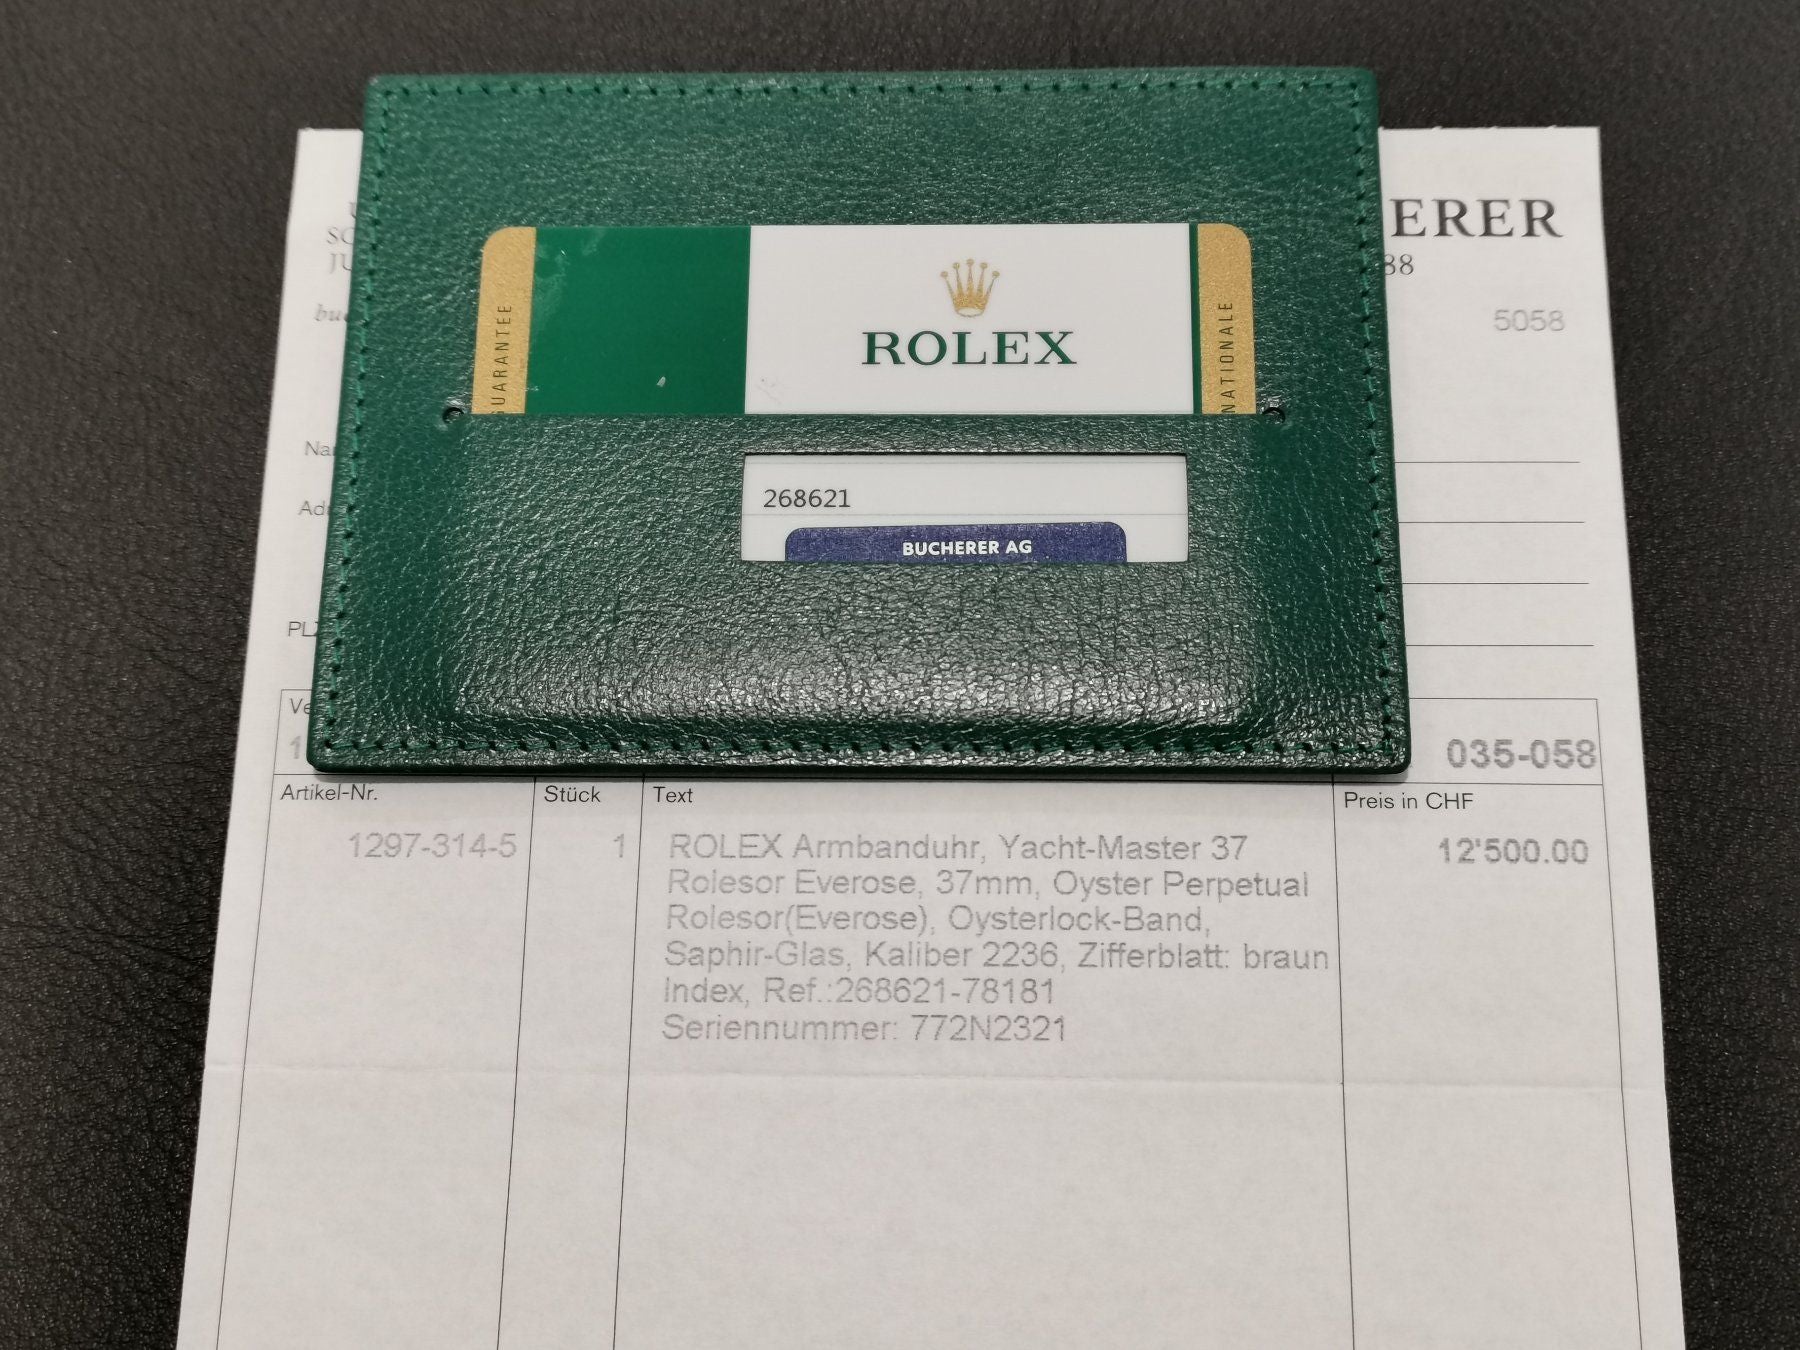 ERER
88
5058
GUARANTEE
ROLEX
NATIONALE
268621
BUCHERER AG
035-058
Artikel-Nr. Stück Text Preis in CHF
1297-314-5 1 ROLEX Armbanduhr, Yacht-Master 37 12'500.00
Rolesor Everose, 37mm, Oyster Perpetual
Rolesor(Everose), Oysterlock-Band,
Saphir-Glas, Kaliber 2236, Zifferblatt: braun
Index, Ref.:268621-78181
Seriennummer: 772N2321